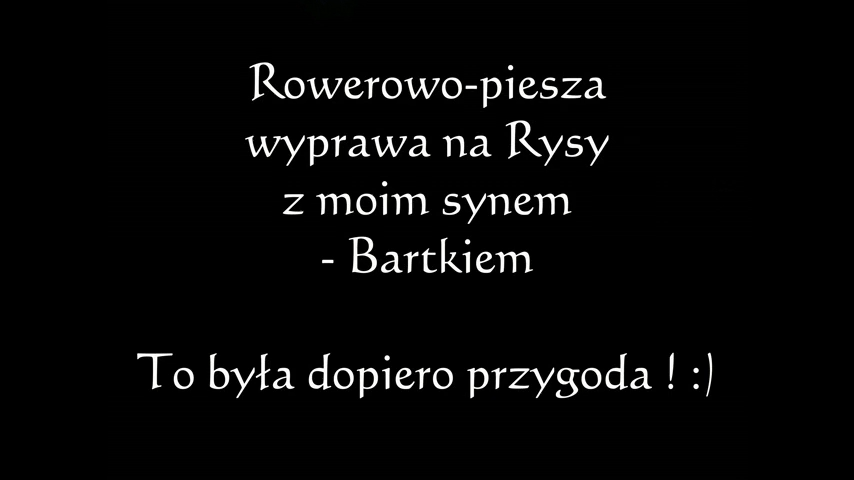 Rowerowo-piesza
wyprawa na Rysy
z moim synem
- Bartkiem
To była dopiero przygoda ! :)